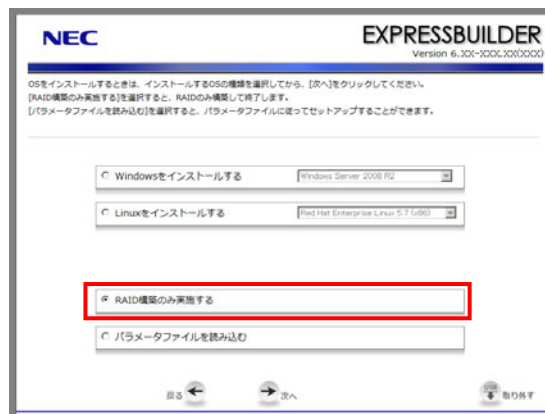 NEC
EXPRESSBUILDER
Version 6.XX-XXX.XX(XXX)
OSをインストールするときは、インストールするOSの種類を選択してから、[次へ]をクリックしてください。
[RAID構築のみ実施する]を選択すると、RAIDのみ構築して終了します。
[パラメータファイルを読み込む]を選択すると、パラメータファイルに従ってセットアップすることができます。
Windowsをインストールする
Windows Server 2008 R2
Linuxをインストールする
Red Hat Enterprise Linux 5.7 (x86)
RAID構築のみ実施する
パラメータファイルを読み込む
戻る
次へ
取り外す